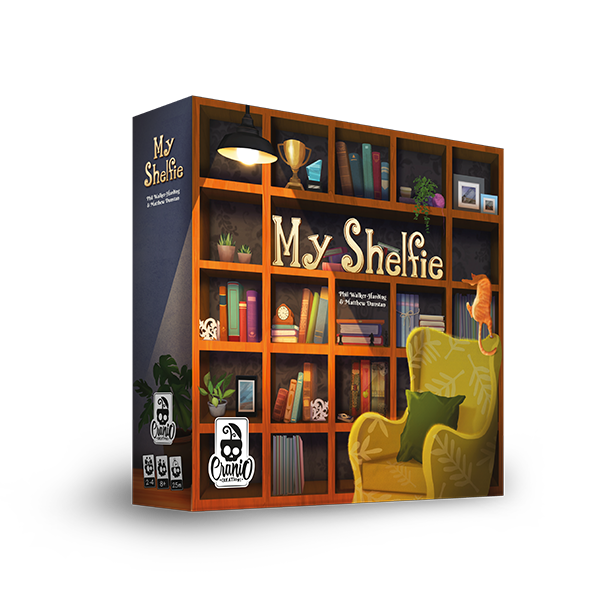 My
Shelfie
Phil Walker-Harding
& Matthew Dunstan
My Shelfie
Phil Walker-Harding
& Matthew Dunstan
Cranio
CREATIONS
Cranio
CREATIONS
2-4
8+
25m